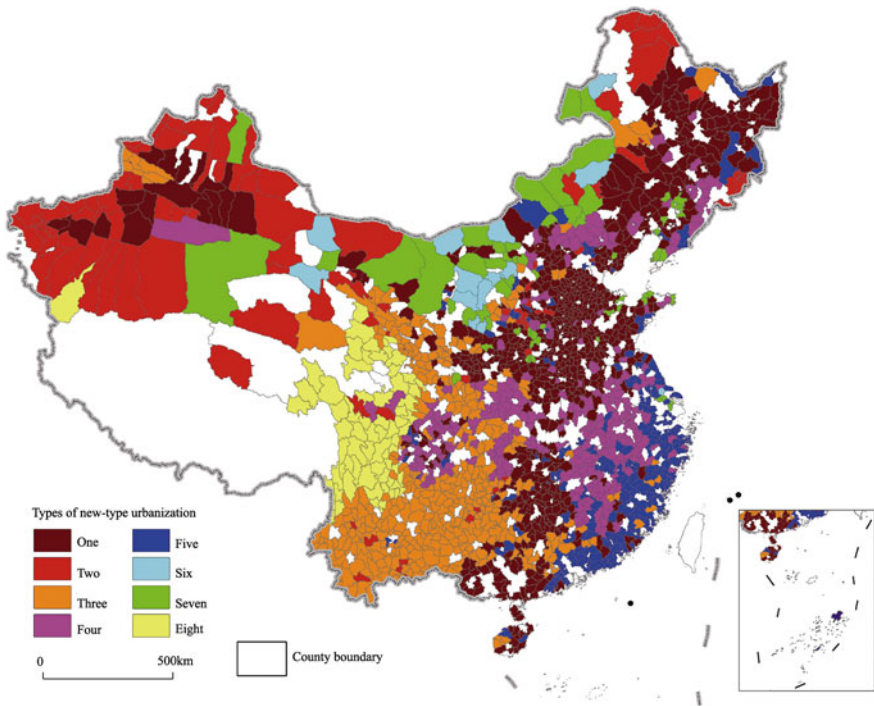 Types of new-type urbanization
One
Five
Two
Six
Three
Seven
Four
Eight
0
500km
County boundary